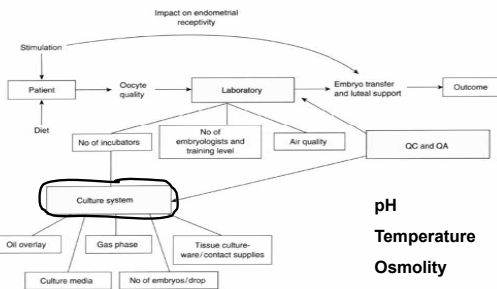 Impact on endometrial
receptivity
Stimulation
Patient
Oocyte
quality
Laboratory
Embryo transfer
and luteal support
Outcome
Diet
No of incubators
No of
embryologists and
training level
Air quality
QC and QA
Culture system
Oil overlay
Gas phase
Tissue culture-
ware/contact supplies
Culture media
No of embryos/drop
pH
Temperature
Osmolity